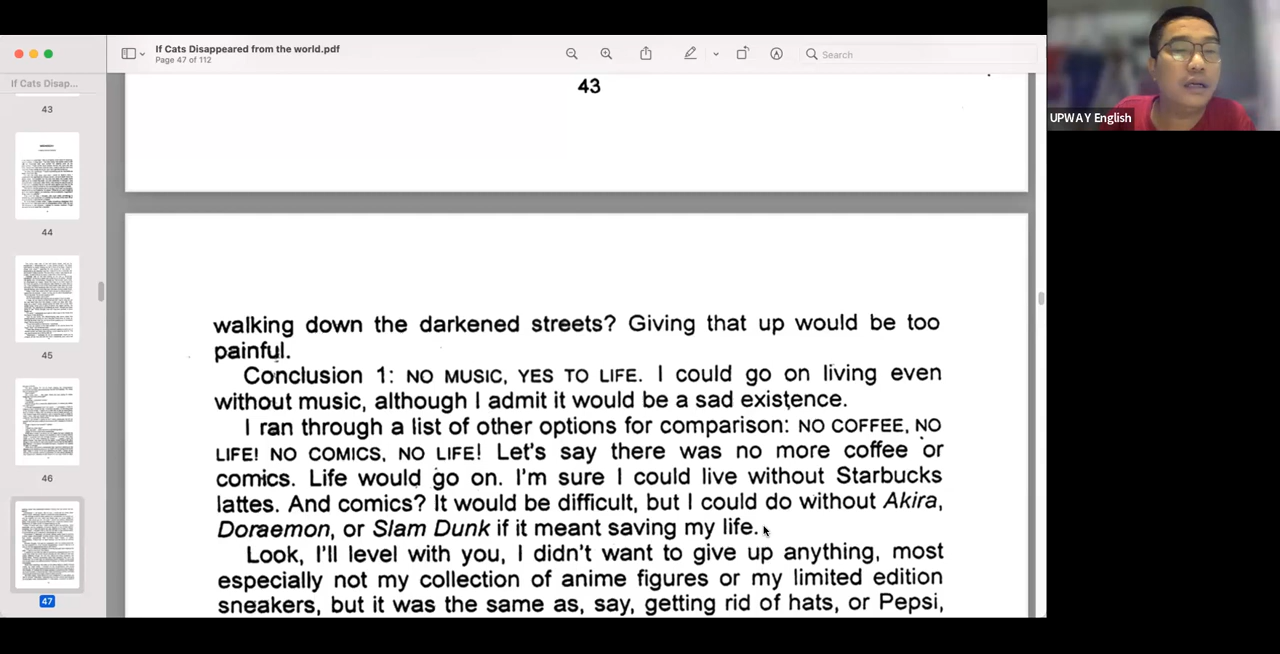 If Cats Disappeared from the world.pdf
Page 47 of 112
Search
UPWAY English
If Cats Disap...
43
44
45
46
47
43
walking down the darkened streets? Giving that up would be too
painful.
Conclusion 1: NO MUSIC, YES TO LIFE. I could go on living even
without music, although I admit it would be a sad existence.
I ran through a list of other options for comparison: NO COFFEE, NO
LIFE! NO COMICS, NO LIFE! Let's say there was no more coffee or
comics. Life would go on. I'm sure I could live without Starbucks
lattes. And comics? It would be difficult, but I could do without Akira,
Doraemon, or Slam Dunk if it meant saving my life.
Look, I'll level with you, I didn't want to give up anything, most
especially not my collection of anime figures or my limited edition
sneakers, but it was the same as, say, getting rid of hats, or Pepsi,